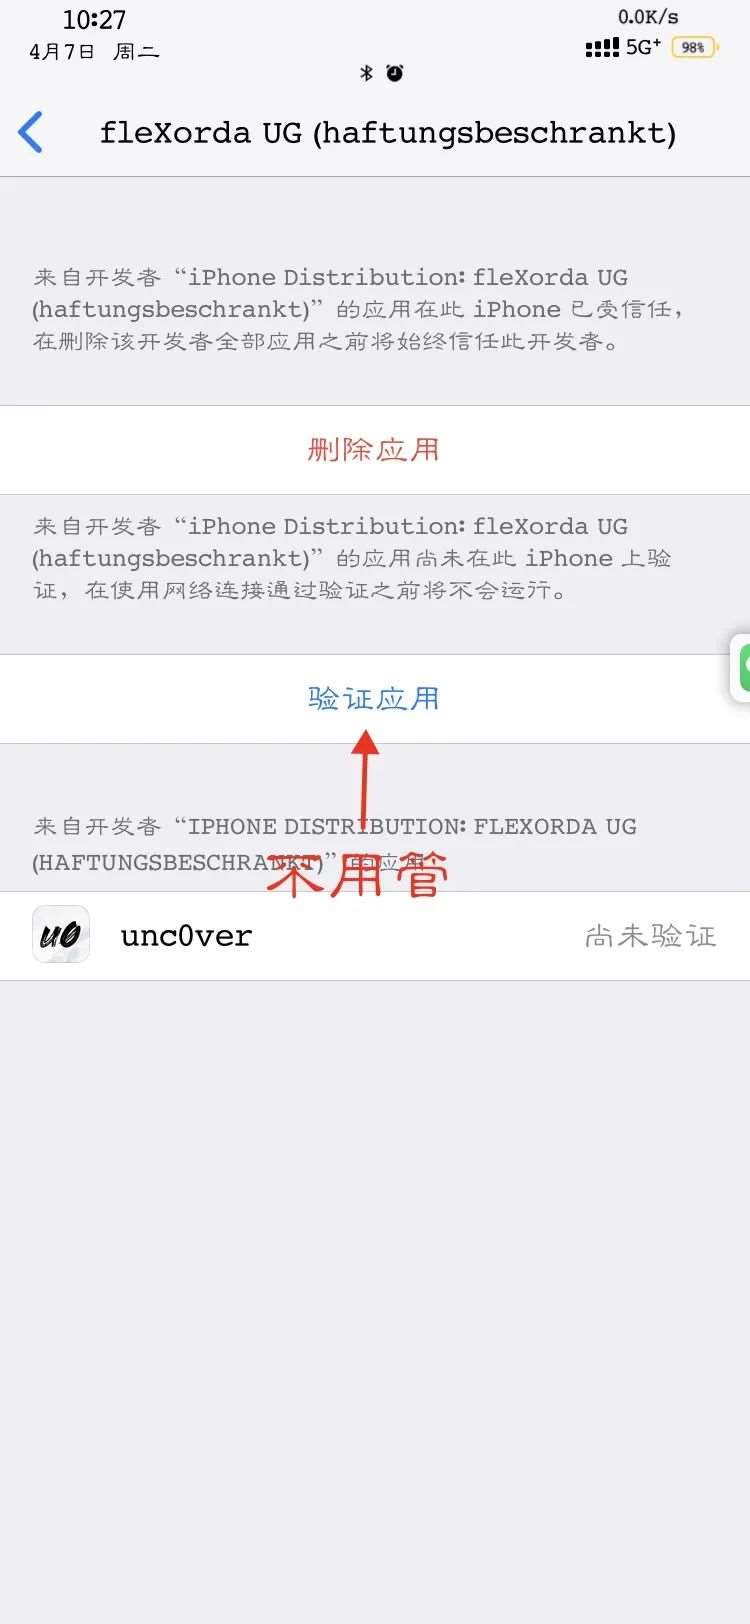 10:27
0.0K/s
4月7日 周二
5G⁺ 98%
fleXorda UG (haftungsbeschrankt)
来自开发者“iPhone Distribution: fleXorda UG
(haftungsbeschrankt)”的应用在此 iPhone 已受信任，
在删除该开发者全部应用之前将始终信任此开发者。
删除应用
来自开发者“iPhone Distribution: fleXorda UG
(haftungsbeschrankt)”的应用尚未在此 iPhone 上验
证，在使用网络连接通过验证之前将不会运行。
验证应用
来自开发者“IPHONE DISTRIBUTION: FLEXORDA UG
(HAFTUNGSBESCHRANKT)”的应用
不用管
u0
unc0ver
尚未验证